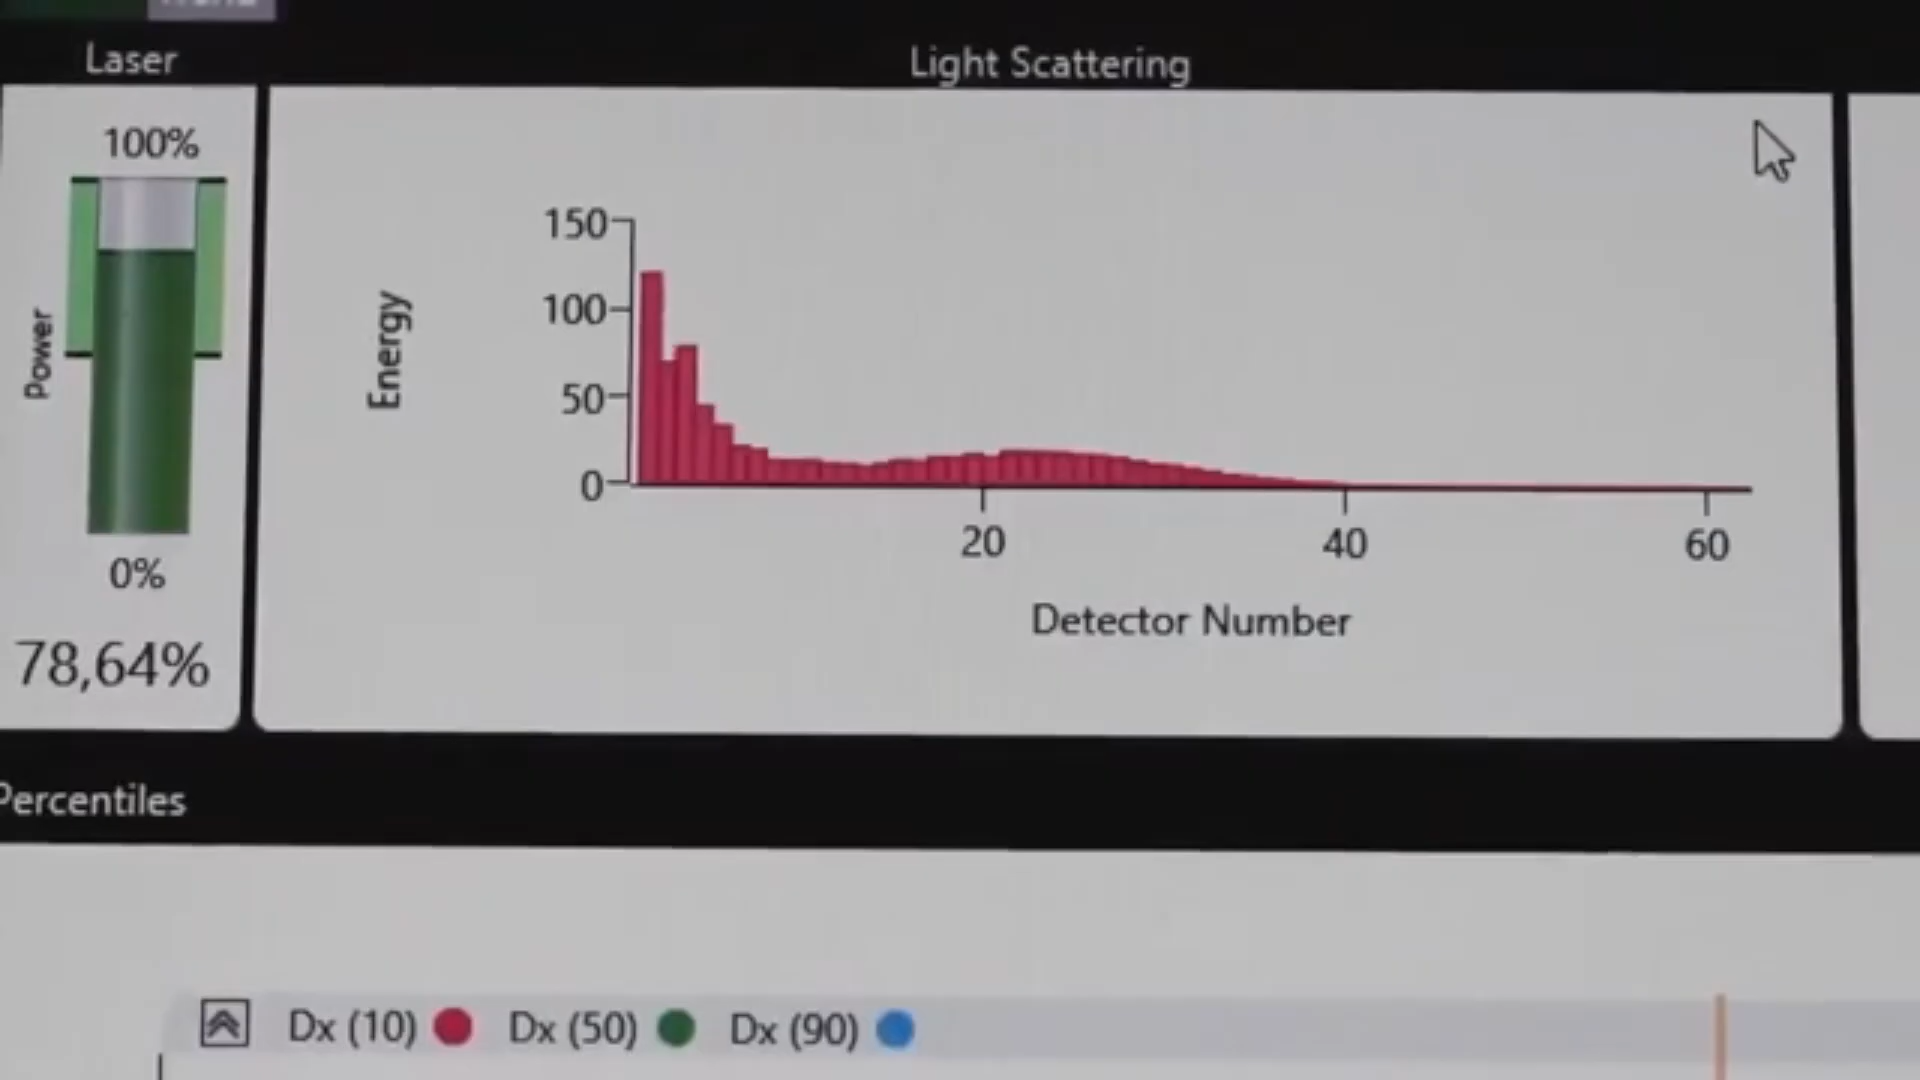 Laser
Light Scattering
100%
Power
0%
78,64%
150
100
50
0
Energy
20
40
60
Detector Number
Percentiles
Dx (10)
Dx (50)
Dx (90)